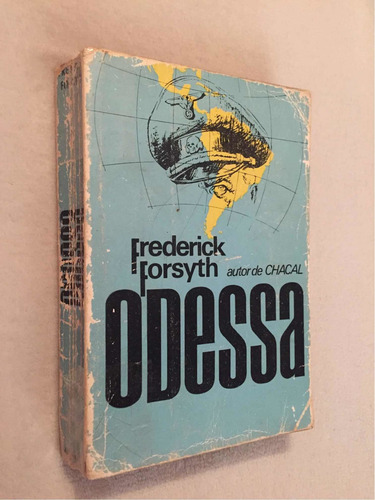 Frederick
Forsyth
autor de CHACAL
ODESSA